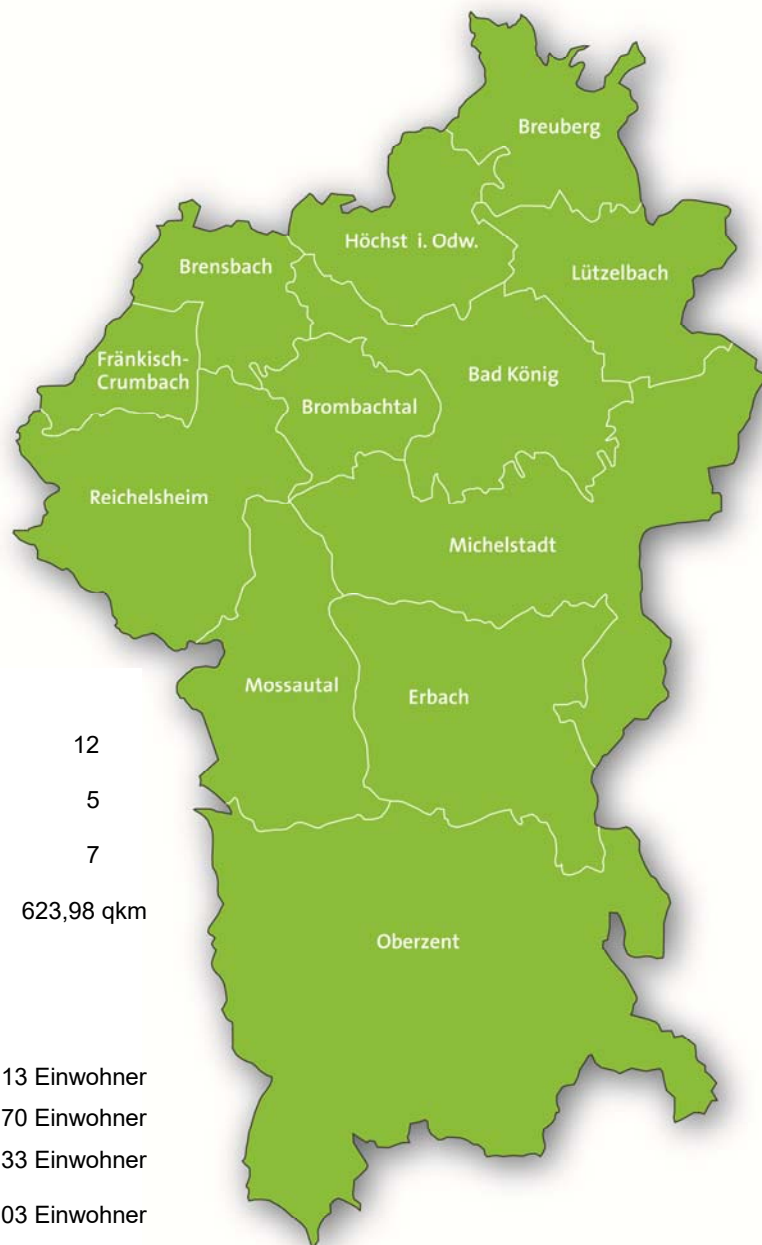 Breuberg
Höchst i. Odw.
Brensbach
Lützelbach
Fränkisch-
Crumbach
Bad König
Brombachtal
Reichelsheim
Michelstadt
Mossautal
Erbach
12
5
7
623,98 qkm
Oberzent
13 Einwohner
70 Einwohner
33 Einwohner
03 Einwohner